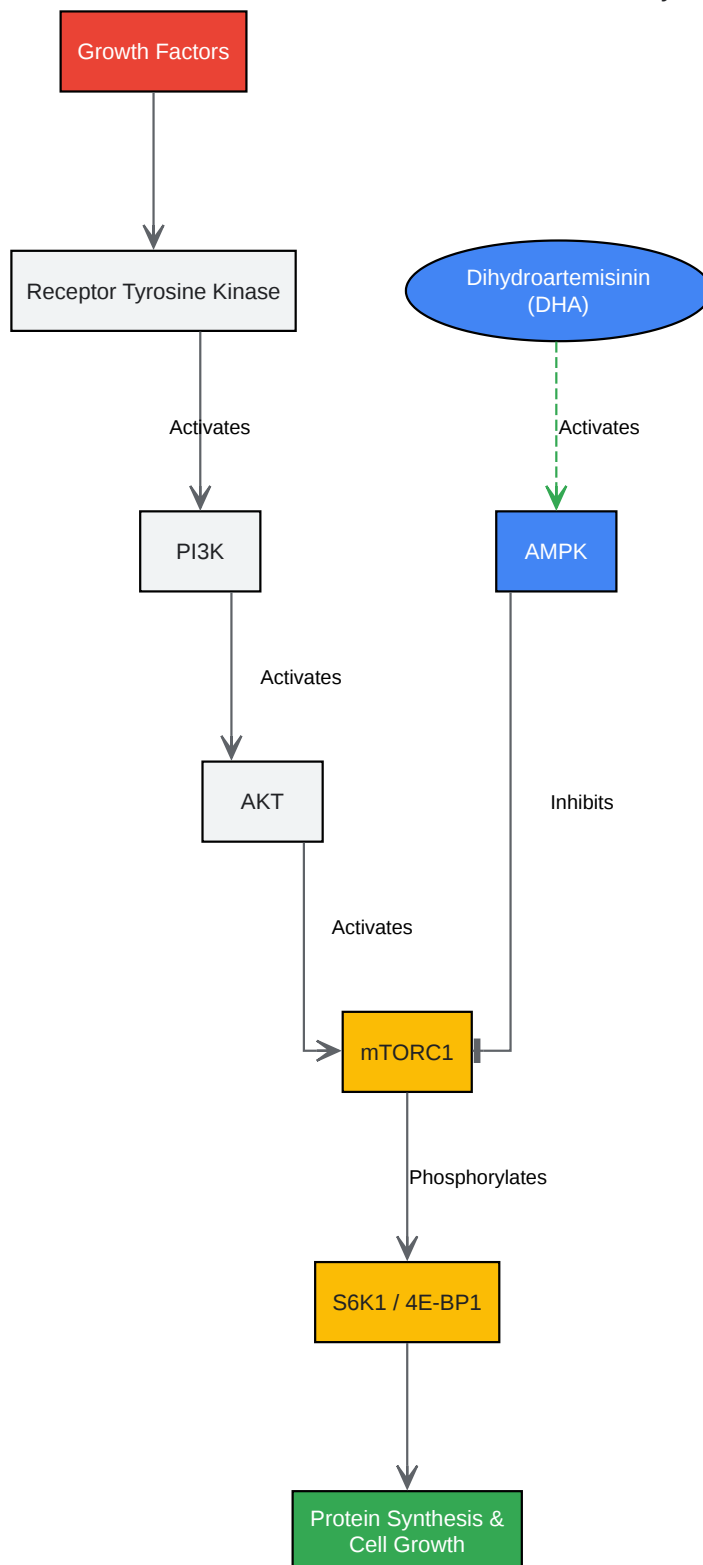 Growth Factors
Receptor Tyrosine Kinase
Dihydroartemisinin
(DHA)
Activates
Activates
PI3K
AMPK
Activates
AKT
Inhibits
Activates
mTORC1
Phosphorylates
S6K1 / 4E-BP1
Protein Synthesis &
Cell Growth